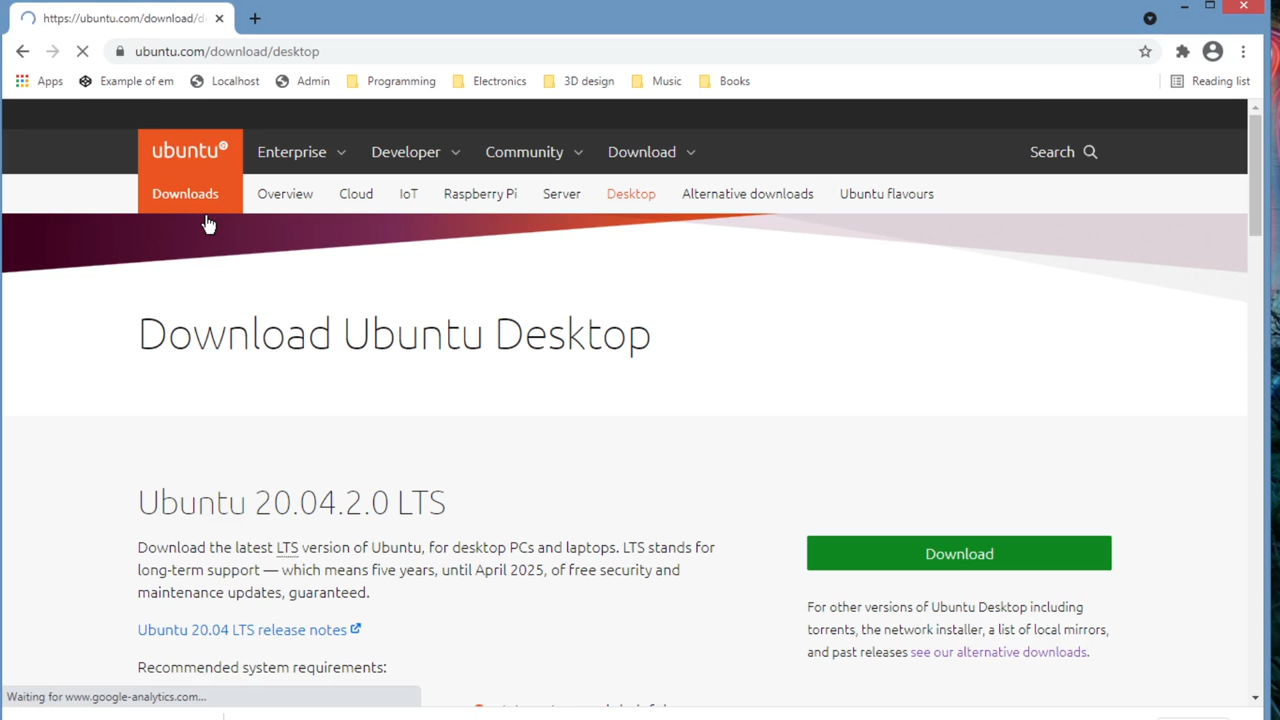 https://ubuntu.com/download/d
ubuntu.com/download/desktop
Apps Example of em Localhost Admin Programming Electronics 3D design Music Books Reading list
ubuntu Enterprise Developer Community Download Search
Downloads Overview Cloud IoT Raspberry Pi Server Desktop Alternative downloads Ubuntu flavours
Download Ubuntu Desktop
Ubuntu 20.04.2.0 LTS
Download the latest LTS version of Ubuntu, for desktop PCs and laptops. LTS stands for
long-term support — which means five years, until April 2025, of free security and
maintenance updates, guaranteed.
Ubuntu 20.04 LTS release notes
Recommended system requirements:
Download
For other versions of Ubuntu Desktop including
torrents, the network installer, a list of local mirrors,
and past releases see our alternative downloads.
Waiting for www.google-analytics.com...